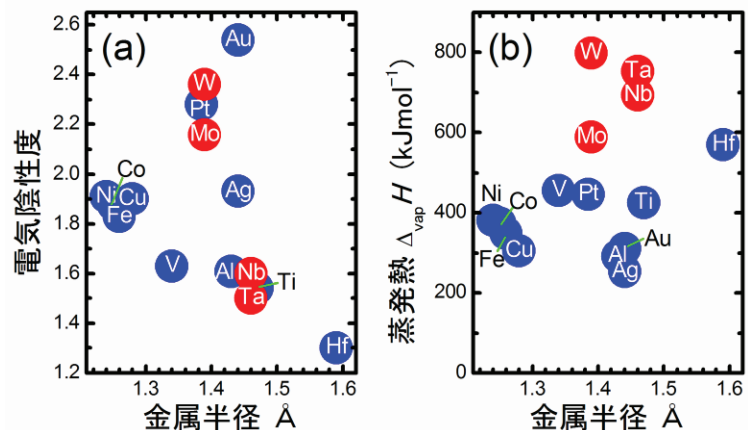 (a)
電気陰性度
2.6
2.4
2.2
2.0
1.8
1.6
1.4
1.2
Au
W
Pt
Mo
Co
Ni
Cu
Fe
Ag
V
Al
Nb
Ta
Ti
Hf
1.3 1.4 1.5 1.6
金属半径 Å
(b)
蒸発熱 ΔvapH (kJmol⁻¹)
800
600
400
200
0
W
Ta
Nb
Mo
Hf
V
Pt
Ti
Ni
Co
Fe
Cu
Au
Al
Ag
1.3 1.4 1.5 1.6
金属半径 Å